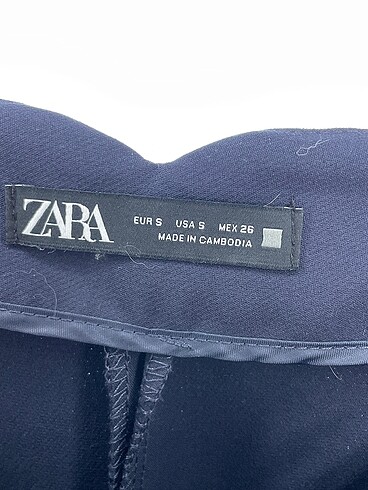 ZARA
EUR S USA S MEX 26
MADE IN CAMBODIA